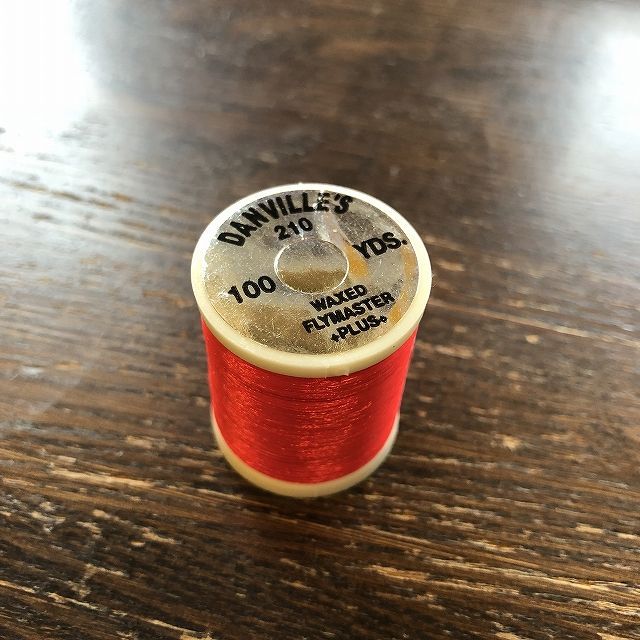 DANVILLE'S
210
100 YDS.
WAXED
FLYMASTER
+PLUS+